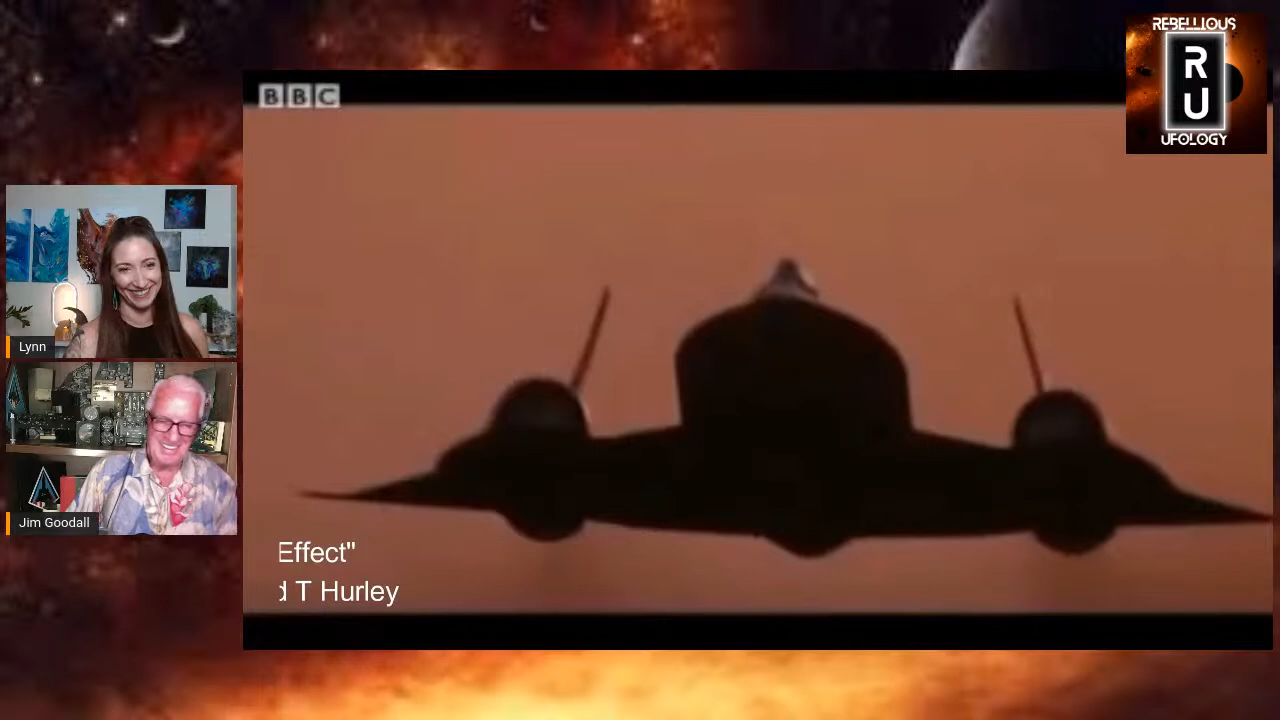 BBC
REBELLIOUS
R
U
UFOLOGY
Lynn
Jim Goodall
Effect"
d T Hurley